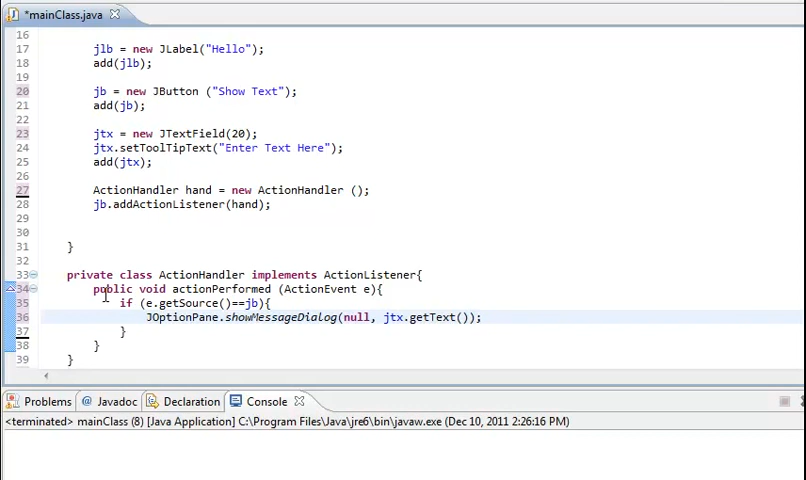 *mainClass.java
16
17 jlb = new JLabel("Hello");
18 add(jlb);
19
20 jb = new JButton ("Show Text");
21 add(jb);
22
23 jtx = new JTextField(20);
24 jtx.setToolTipText("Enter Text Here");
25 add(jtx);
26
27 ActionHandler hand = new ActionHandler ();
28 jb.addActionListener(hand);
29
30
31 }
32
33 private class ActionHandler implements ActionListener{
34 public void actionPerformed (ActionEvent e){
35 if (e.getSource()==jb){
36 JOptionPane.showMessageDialog(null, jtx.getText());
37 }
38 }
39 }
Problems @ Javadoc Declaration Console
<terminated> mainClass (8) [Java Application] C:\Program Files\Java\jre6\bin\javaw.exe (Dec 10, 2011 2:26:16 PM)